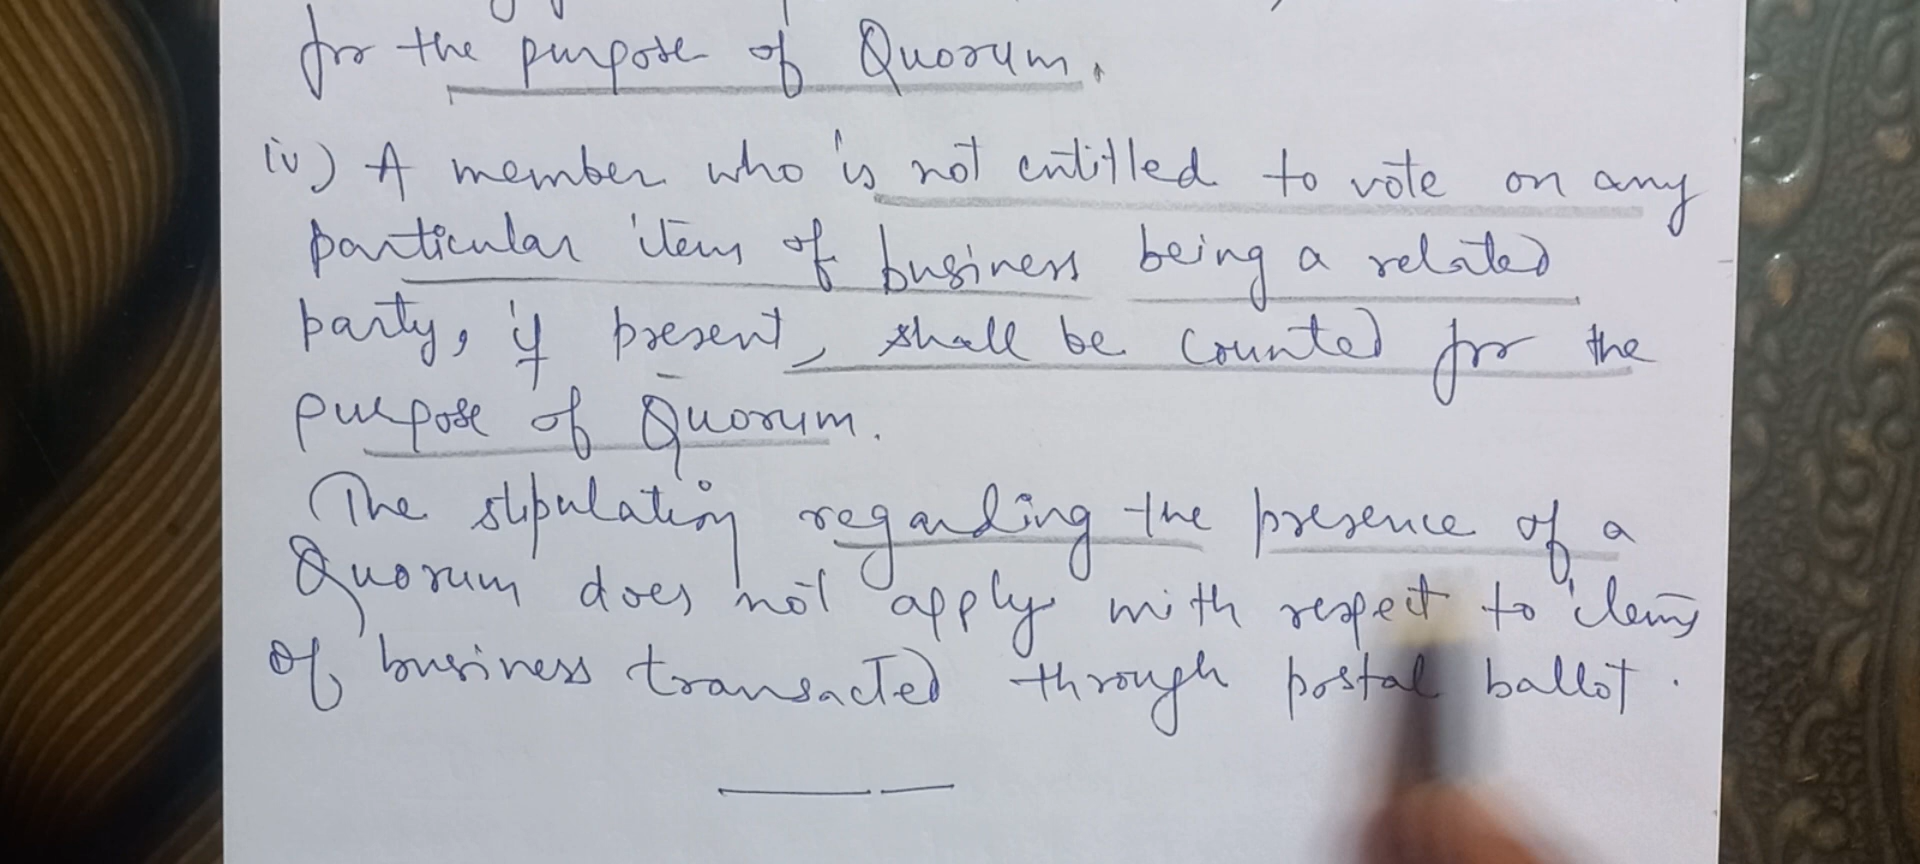 for the purpose of Quorum.
iv) A member who is not entitled to vote on any
particular item of business being a related
party, if present, shall be counted for the
purpose of Quorum.
The stipulation regarding the presence of a
Quorum does not apply with respect to items
of business transacted through postal ballot.